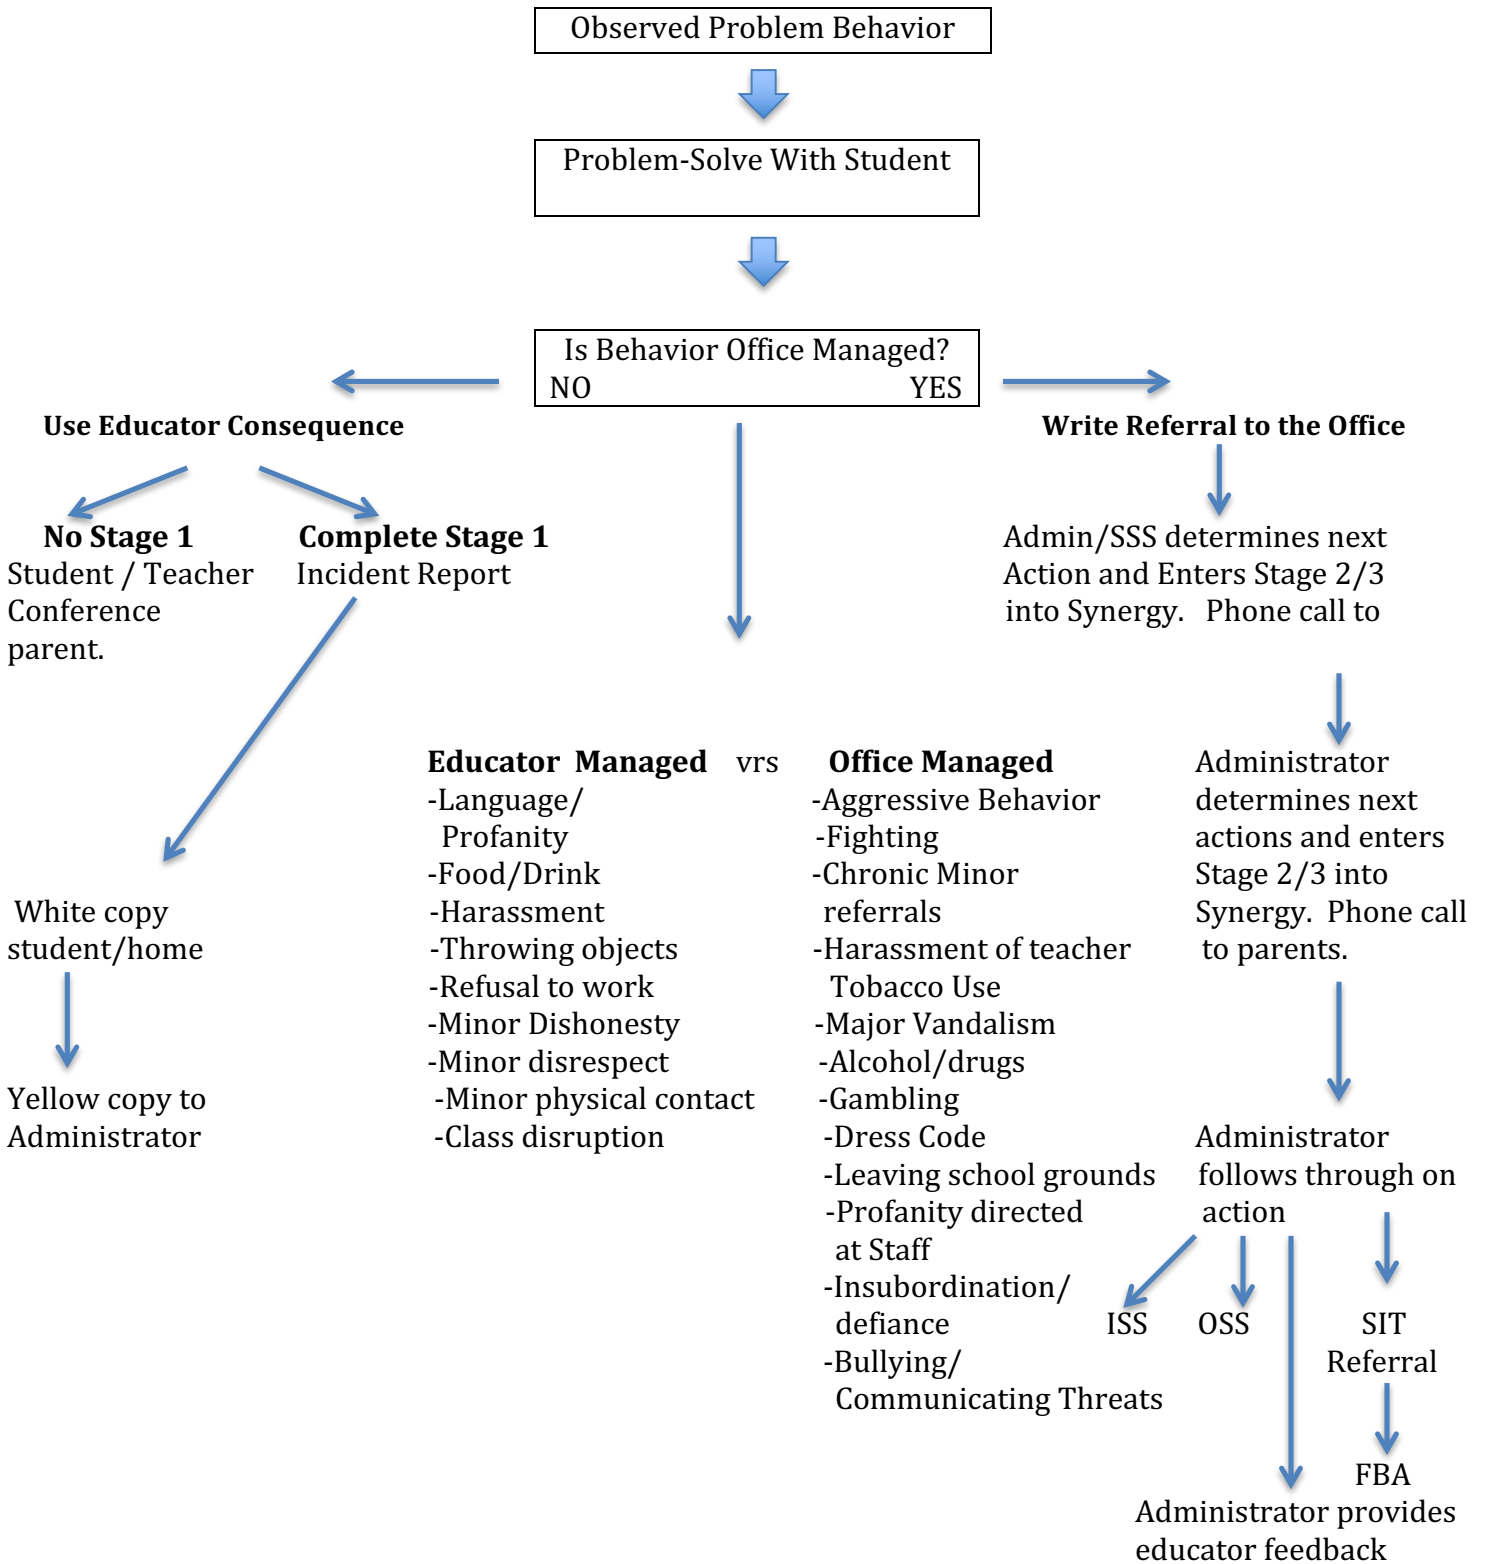 Observed Problem Behavior
Problem-Solve With Student
Is Behavior Office Managed?
NO YES
Use Educator Consequence
Write Referral to the Office
No Stage 1
Student / Teacher
Conference
parent.
Complete Stage 1
Incident Report
Admin/SSS determines next
Action and Enters Stage 2/3
into Synergy. Phone call to
White copy
student/home
Yellow copy to
Administrator
Educator Managed vrs Office Managed
-Language/
Profanity
-Food/Drink
-Harassment
-Throwing objects
-Refusal to work
-Minor Dishonesty
-Minor disrespect
-Minor physical contact
-Class disruption
-Aggressive Behavior
-Fighting
-Chronic Minor
referrals
-Harassment of teacher
Tobacco Use
-Major Vandalism
-Alcohol/drugs
-Gambling
-Dress Code
-Leaving school grounds
-Profanity directed
at Staff
-Insubordination/
defiance
-Bullying/
Communicating Threats
Administrator
determines next
actions and enters
Stage 2/3 into
Synergy. Phone call
to parents.
Administrator
follows through on
action
ISS OSS SIT
Referral
FBA
Administrator provides
educator feedback